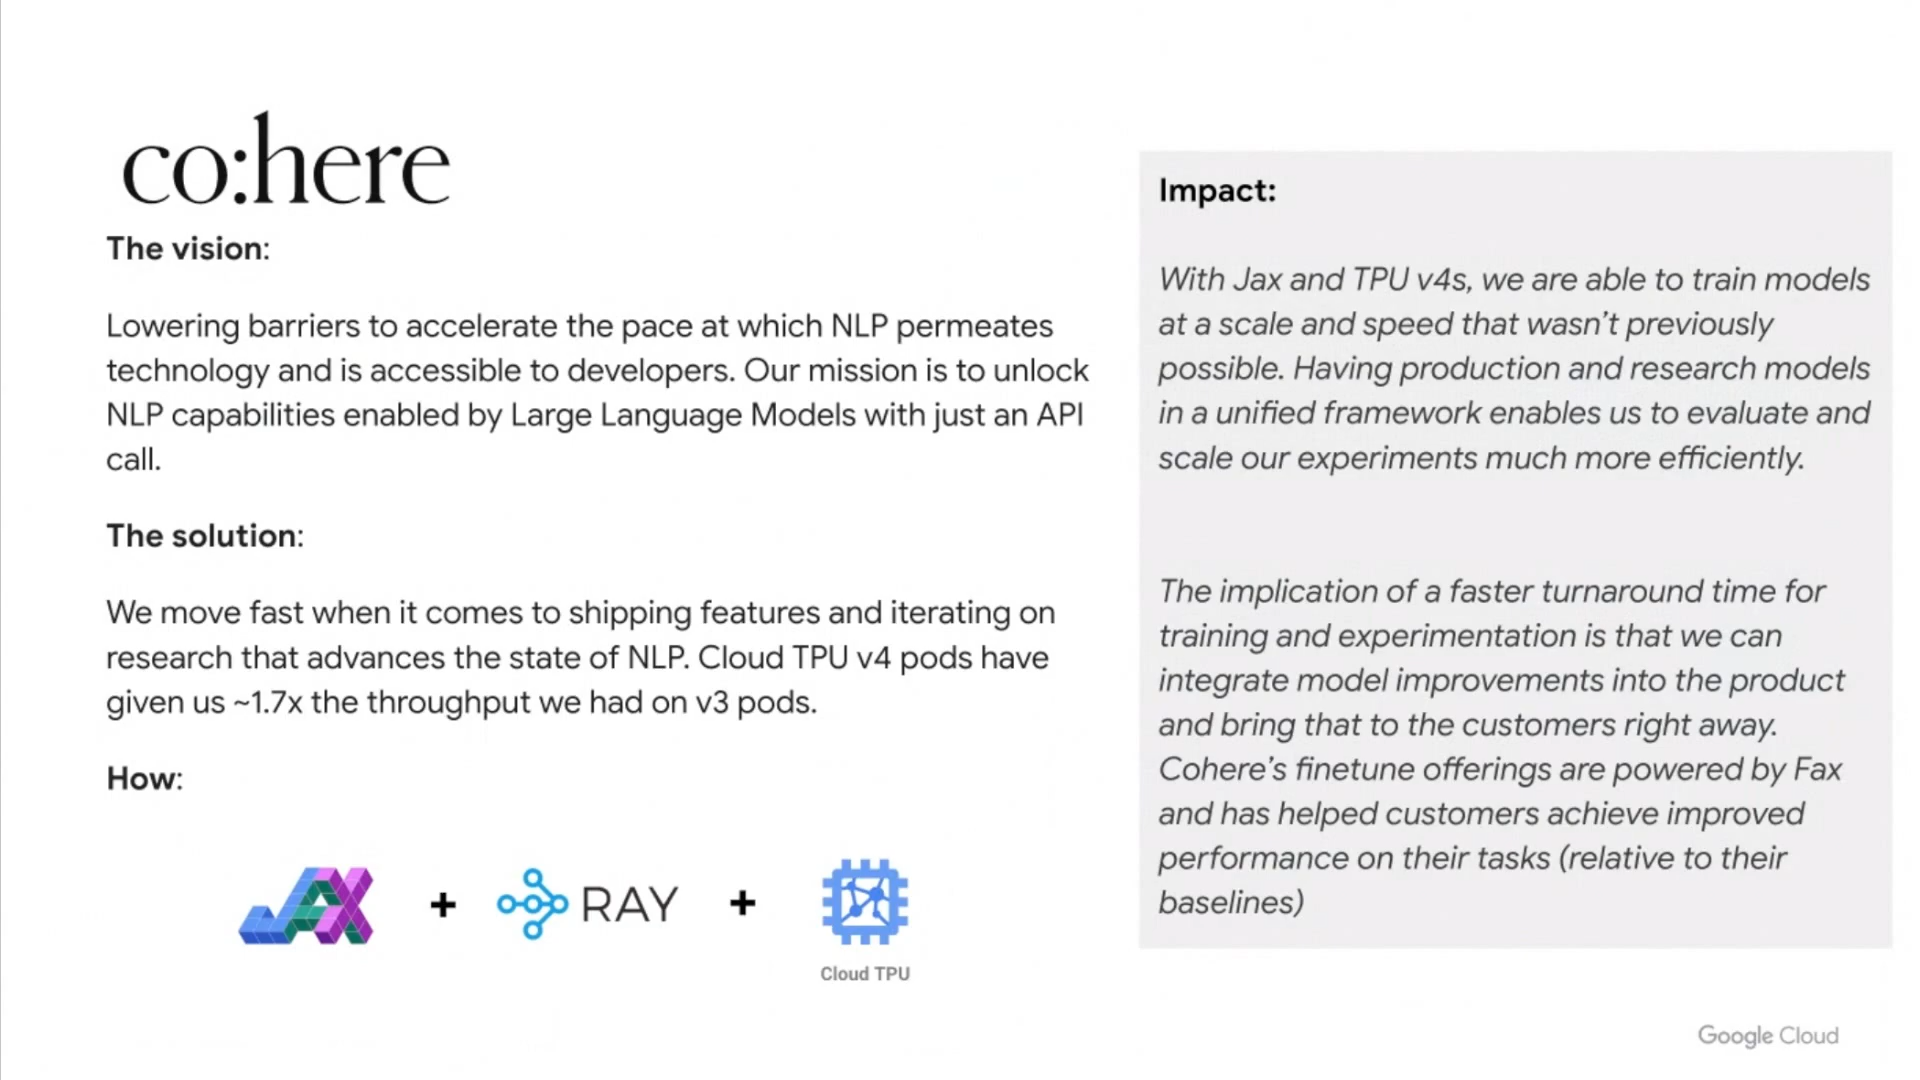 co:here
The vision:
Lowering barriers to accelerate the pace at which NLP permeates
technology and is accessible to developers. Our mission is to unlock
NLP capabilities enabled by Large Language Models with just an API
call.
The solution:
We move fast when it comes to shipping features and iterating on
research that advances the state of NLP. Cloud TPU v4 pods have
given us ~1.7x the throughput we had on v3 pods.
How:
JAX + RAY +
Cloud TPU
Impact:
With Jax and TPU v4s, we are able to train models
at a scale and speed that wasn’t previously
possible. Having production and research models
in a unified framework enables us to evaluate and
scale our experiments much more efficiently.
The implication of a faster turnaround time for
training and experimentation is that we can
integrate model improvements into the product
and bring that to the customers right away.
Cohere’s finetune offerings are powered by Fax
and has helped customers achieve improved
performance on their tasks (relative to their
baselines)
Google Cloud